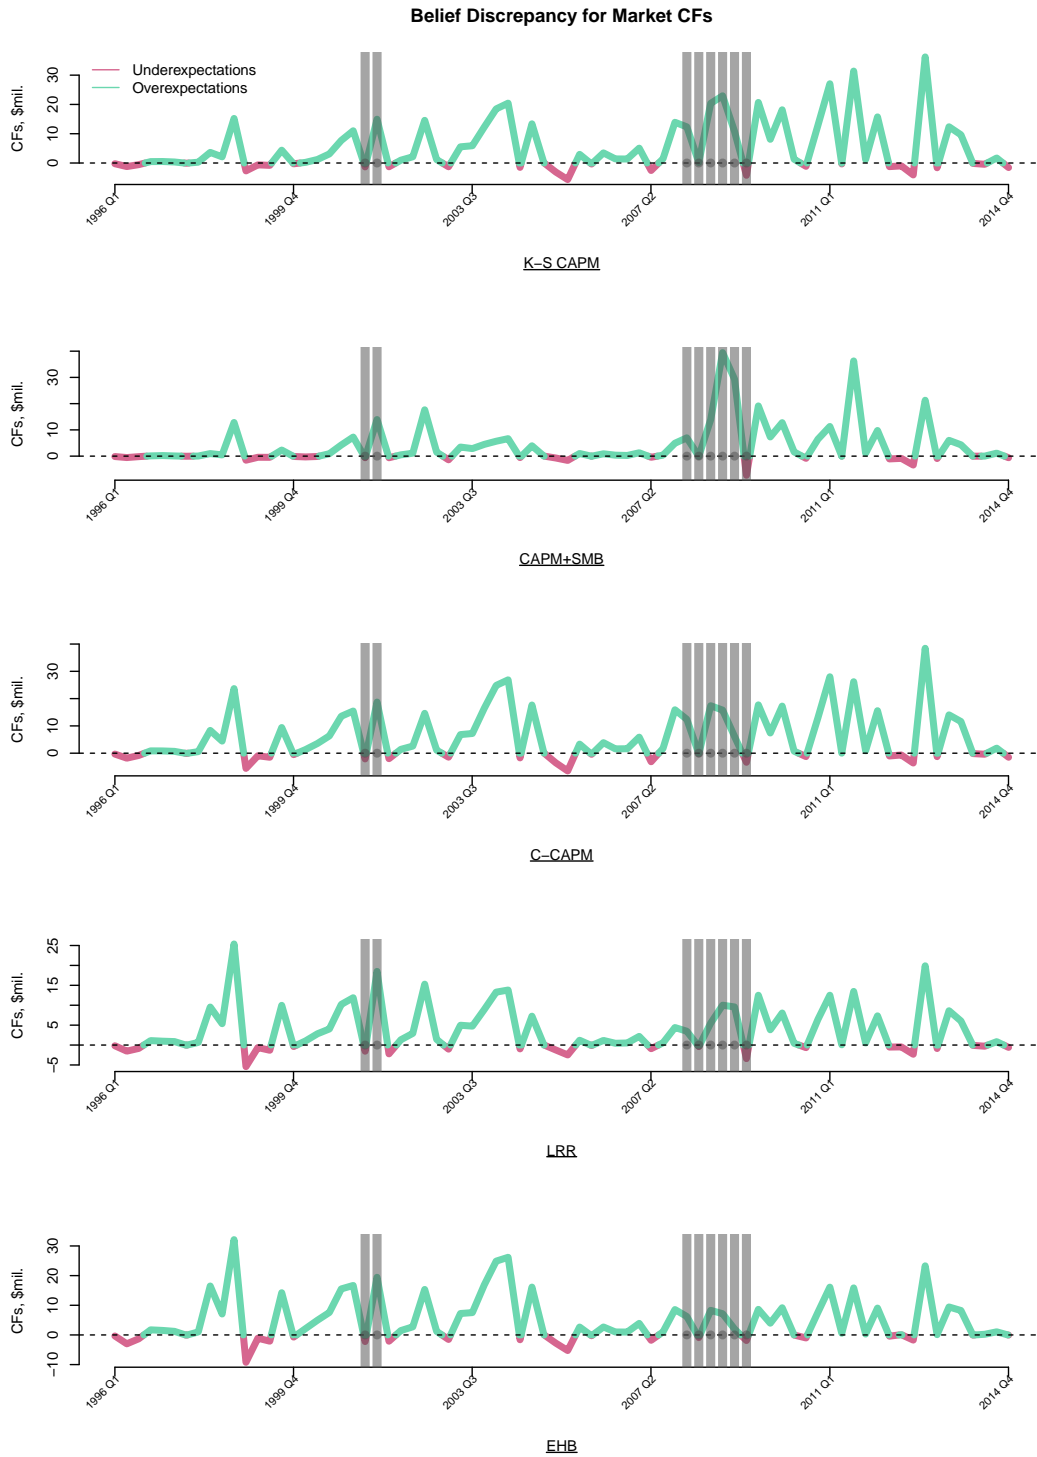 Belief Discrepancy for Market CFs
Underexpectations
Overexpectations
CFs, $mil.
30
20
10
0
1996 Q1
1999 Q4
2003 Q3
2007 Q2
2011 Q1
2014 Q4
K−S CAPM
CFs, $mil.
30
10
0
1996 Q1
1999 Q4
2003 Q3
2007 Q2
2011 Q1
2014 Q4
CAPM+SMB
CFs, $mil.
30
10
0
1996 Q1
1999 Q4
2003 Q3
2007 Q2
2011 Q1
2014 Q4
C−CAPM
CFs, $mil.
25
15
5
−5
1996 Q1
1999 Q4
2003 Q3
2007 Q2
2011 Q1
2014 Q4
LRR
CFs, $mil.
30
20
10
0
−10
1996 Q1
1999 Q4
2003 Q3
2007 Q2
2011 Q1
2014 Q4
EHB